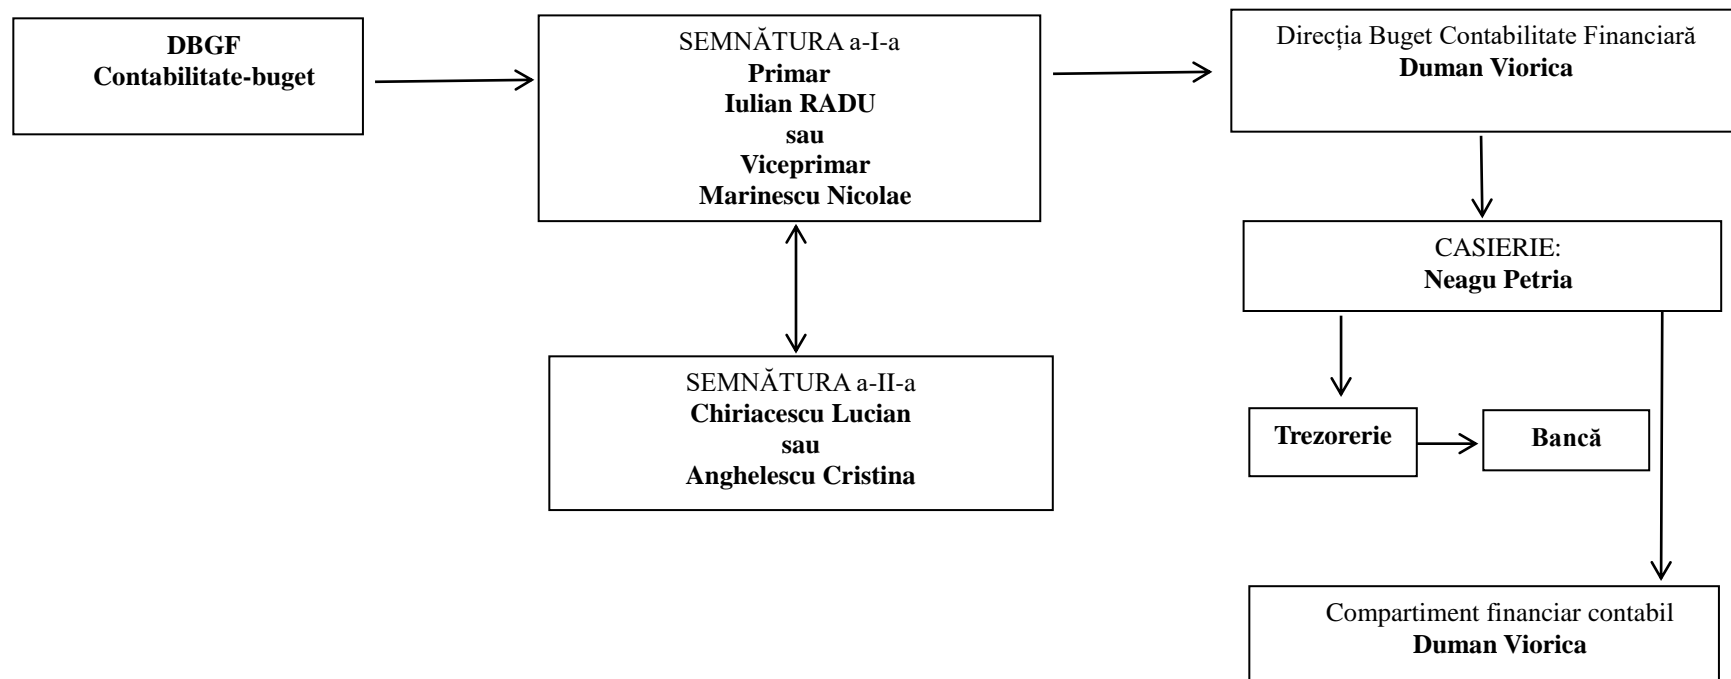 DBGF
Contabilitate-buget
SEMNĂTURA a-I-a
Primar
Iulian RADU
sau
Viceprimar
Marinescu Nicolae
Direcția Buget Contabilitate Financiară
Duman Viorica
CASIERIE:
Neagu Petria
SEMNĂTURA a-II-a
Chiriacescu Lucian
sau
Anghelescu Cristina
Trezorerie
Bancă
Compartiment financiar contabil
Duman Viorica